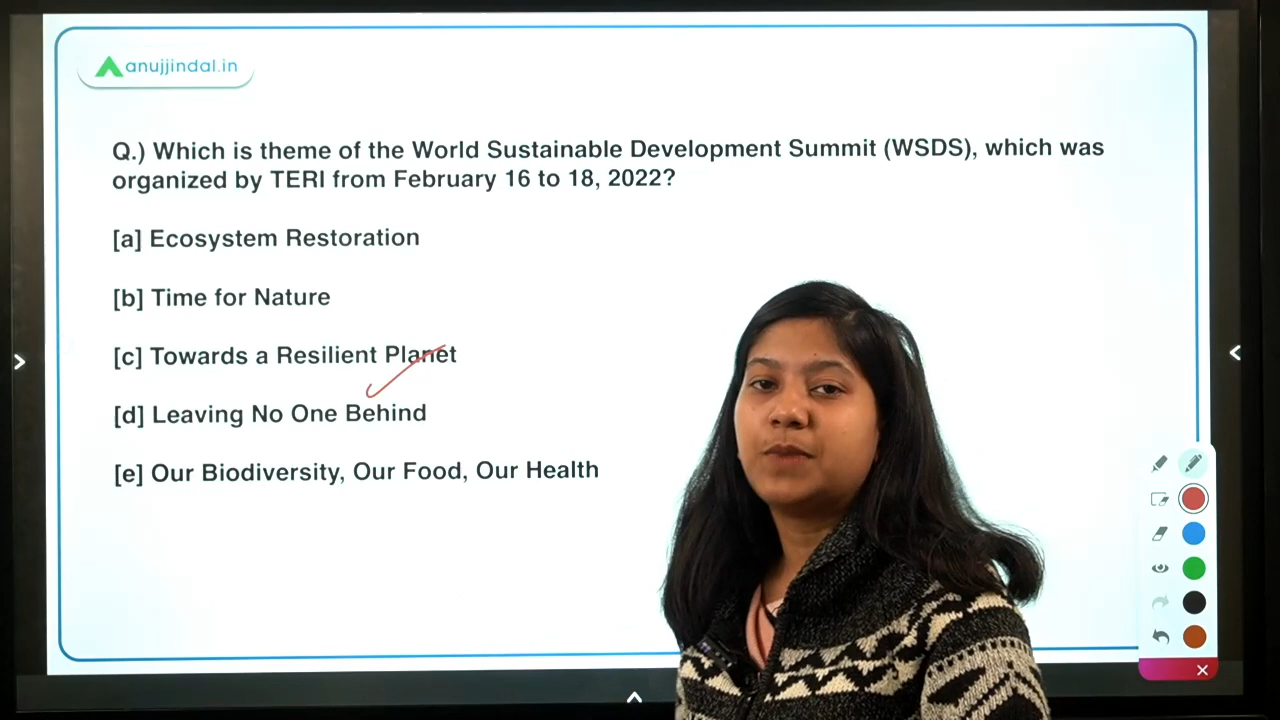 anujjindal.in
Q.) Which is theme of the World Sustainable Development Summit (WSDS), which was
organized by TERI from February 16 to 18, 2022?
[a] Ecosystem Restoration
[b] Time for Nature
[c] Towards a Resilient Planet
[d] Leaving No One Behind
[e] Our Biodiversity, Our Food, Our Health